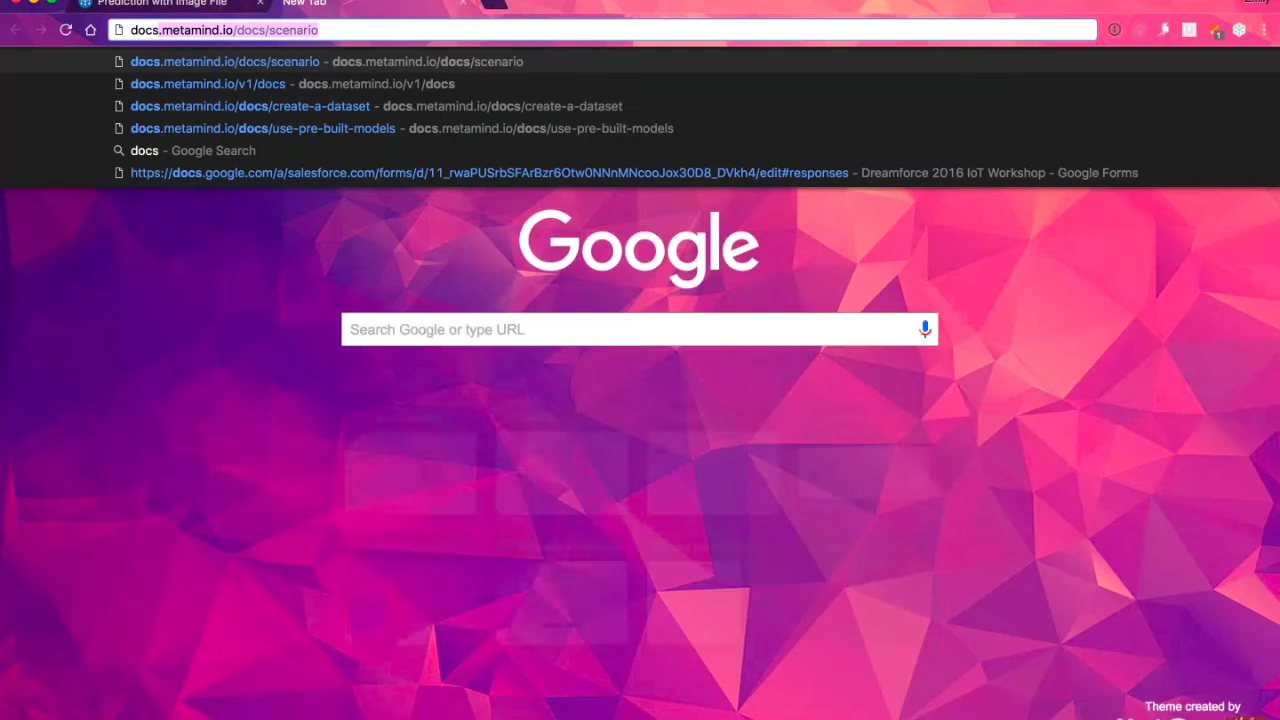 Prediction with Image File
New Tab
Emily
docs.metamind.io/docs/scenario
1
docs.metamind.io/docs/scenario - docs.metamind.io/docs/scenario
docs.metamind.io/v1/docs - docs.metamind.io/v1/docs
docs.metamind.io/docs/create-a-dataset - docs.metamind.io/docs/create-a-dataset
docs.metamind.io/docs/use-pre-built-models - docs.metamind.io/docs/use-pre-built-models
docs - Google Search
https://docs.google.com/a/salesforce.com/forms/d/11_rwaPUSrbSFArBzr6Otw0NNnMNcooJox30D8_DVkh4/edit#responses - Dreamforce 2016 IoT Workshop - Google Forms
Google
Search Google or type URL
Theme created by